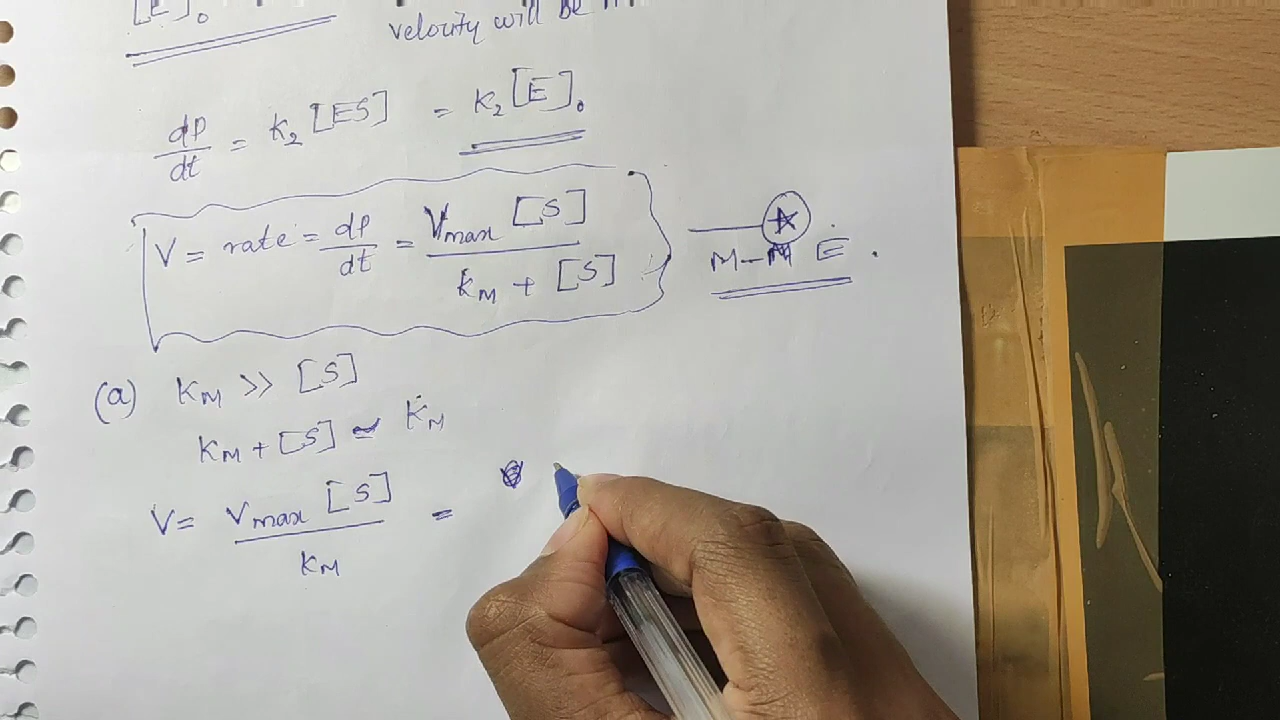 [E]₀
velocity will be
dP/dt = k₂ [ES] = k₂ [E]₀
V = rate = dP/dt = Vmax [S] / kM + [S]
M-M E.
(a) kM >> [S]
kM + [S] ≃ kM
V = Vmax [S] / kM =